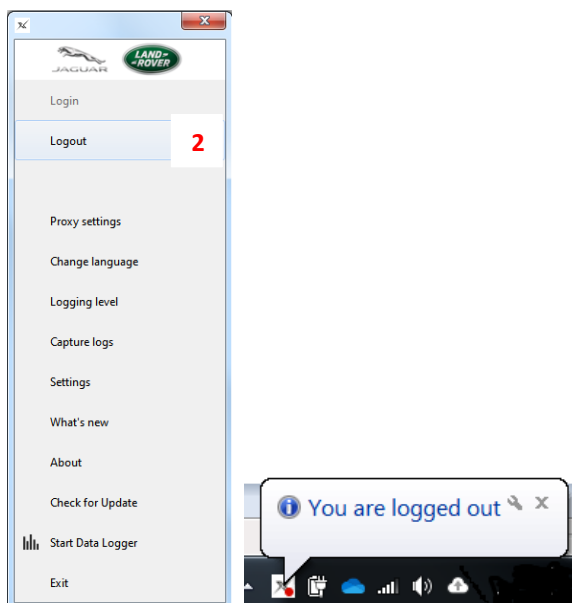 JAGUAR
LAND-
-ROVER
Login
Logout
2
Proxy settings
Change language
Logging level
Capture logs
Settings
What's new
About
Check for Update
Start Data Logger
Exit
You are logged out